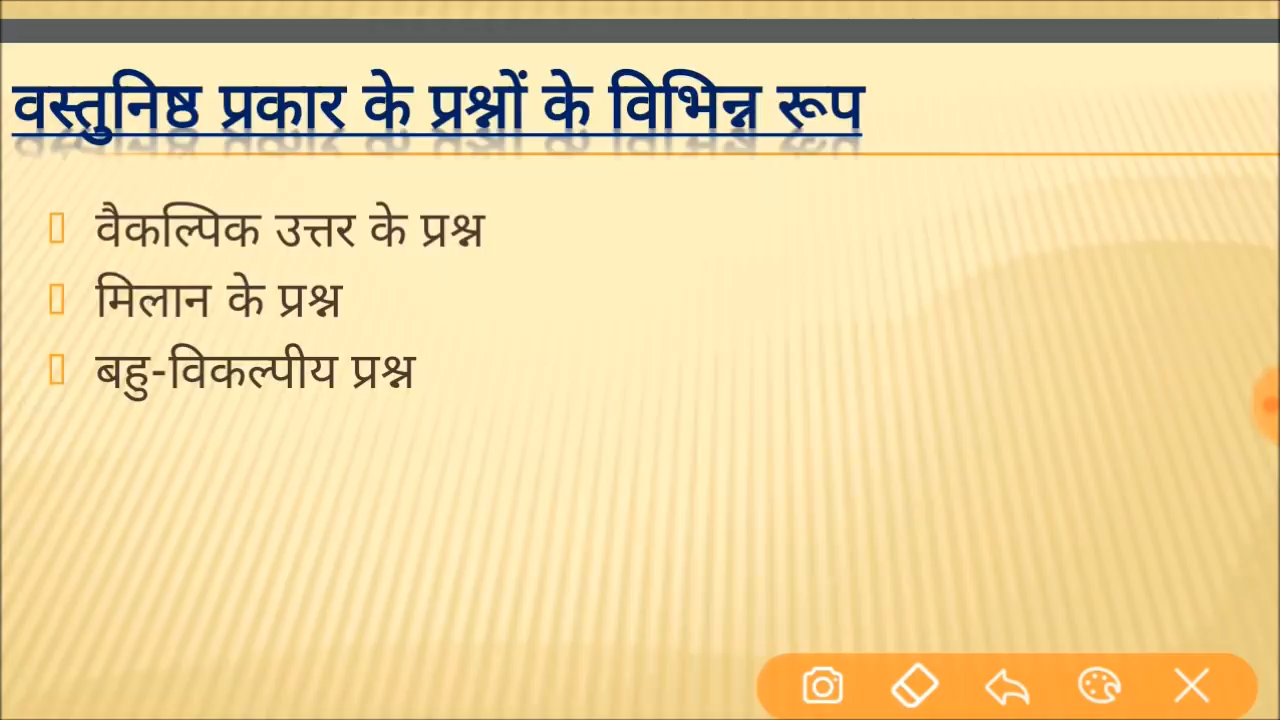 वस्तुनिष्ठ प्रकार के प्रश्नों के विभिन्न रूप
वैकल्पिक उत्तर के प्रश्न
मिलान के प्रश्न
बहु-विकल्पीय प्रश्न